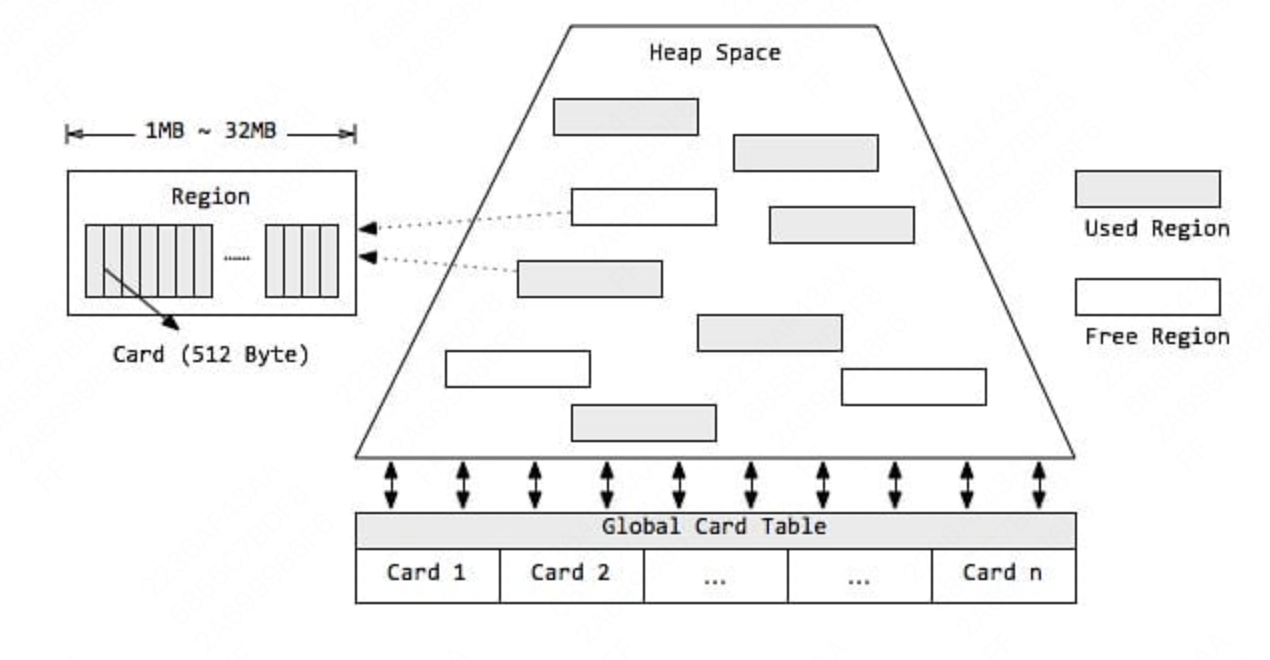 Heap Space
1MB ~ 32MB
Region
......
Card (512 Byte)
Used Region
Free Region
Global Card Table
Card 1
Card 2
...
...
Card n